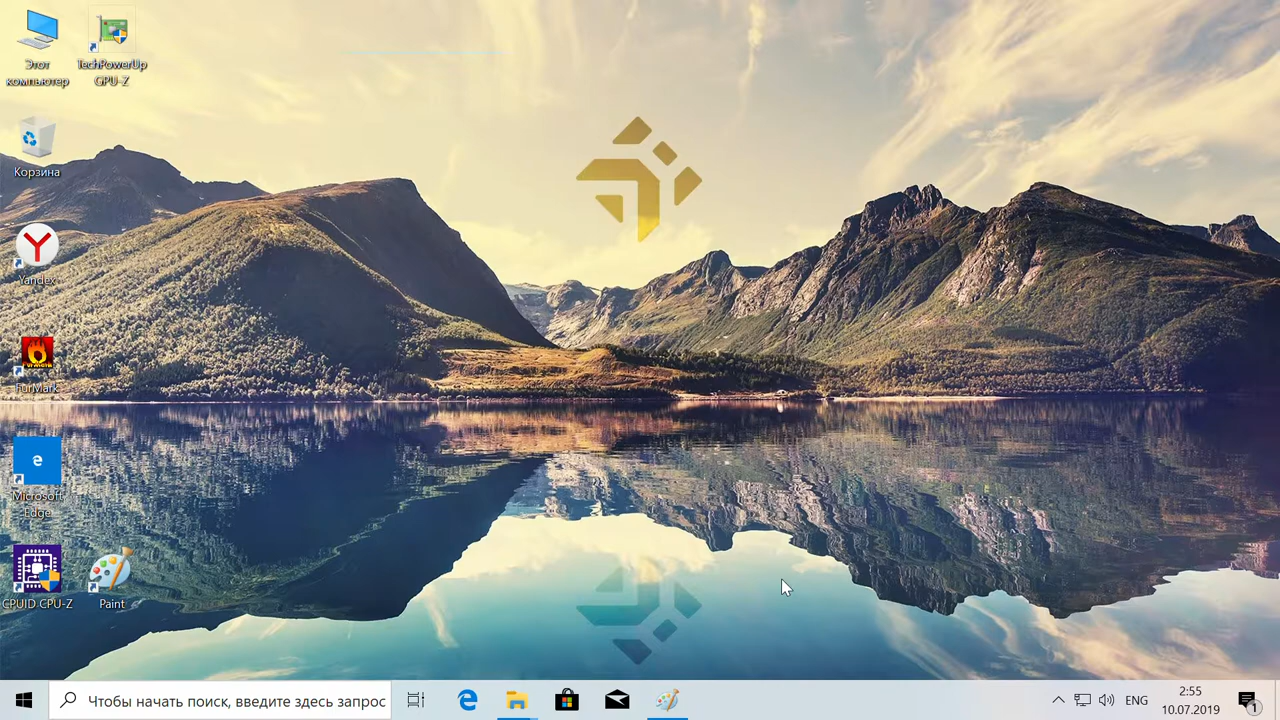 Этот
компьютер
TechPowerUp
GPU-Z
Корзина
Yandex
FurMark
Microsoft
Edge
CPUID CPU-Z
Paint
Чтобы начать поиск, введите здесь запрос
ENG
2:55
10.07.2019
1